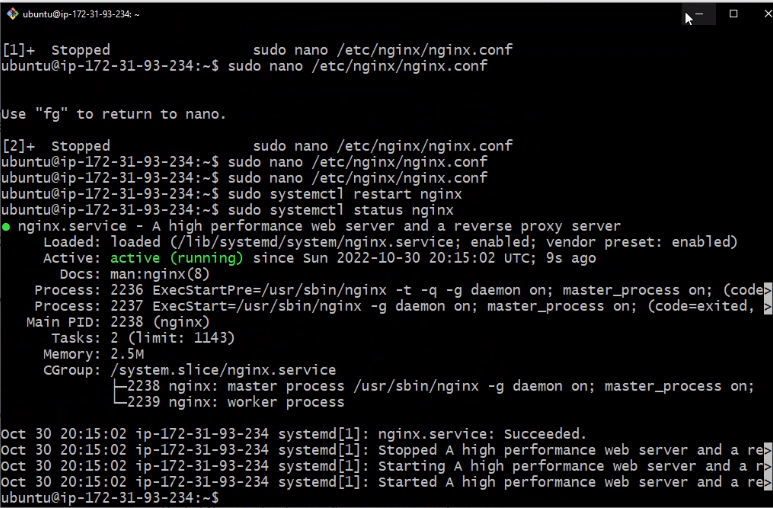 ubuntu@ip-172-31-93-234: ~
[1]+  Stopped                 sudo nano /etc/nginx/nginx.conf
ubuntu@ip-172-31-93-234:~$ sudo nano /etc/nginx/nginx.conf
Use "fg" to return to nano.
[2]+  Stopped                 sudo nano /etc/nginx/nginx.conf
ubuntu@ip-172-31-93-234:~$ sudo nano /etc/nginx/nginx.conf
ubuntu@ip-172-31-93-234:~$ sudo nano /etc/nginx/nginx.conf
ubuntu@ip-172-31-93-234:~$ sudo systemctl restart nginx
ubuntu@ip-172-31-93-234:~$ sudo systemctl status nginx
● nginx.service - A high performance web server and a reverse proxy server
     Loaded: loaded (/lib/systemd/system/nginx.service; enabled; vendor preset: enabled)
     Active: active (running) since Sun 2022-10-30 20:15:02 UTC; 9s ago
       Docs: man:nginx(8)
    Process: 2236 ExecStartPre=/usr/sbin/nginx -t -q -g daemon on; master_process on; (code>
    Process: 2237 ExecStart=/usr/sbin/nginx -g daemon on; master_process on; (code=exited, >
   Main PID: 2238 (nginx)
      Tasks: 2 (limit: 1143)
     Memory: 2.5M
     CGroup: /system.slice/nginx.service
             ├─2238 nginx: master process /usr/sbin/nginx -g daemon on; master_process on;
             └─2239 nginx: worker process
Oct 30 20:15:02 ip-172-31-93-234 systemd[1]: nginx.service: Succeeded.
Oct 30 20:15:02 ip-172-31-93-234 systemd[1]: Stopped A high performance web server and a re>
Oct 30 20:15:02 ip-172-31-93-234 systemd[1]: Starting A high performance web server and a r>
Oct 30 20:15:02 ip-172-31-93-234 systemd[1]: Started A high performance web server and a re>
ubuntu@ip-172-31-93-234:~$